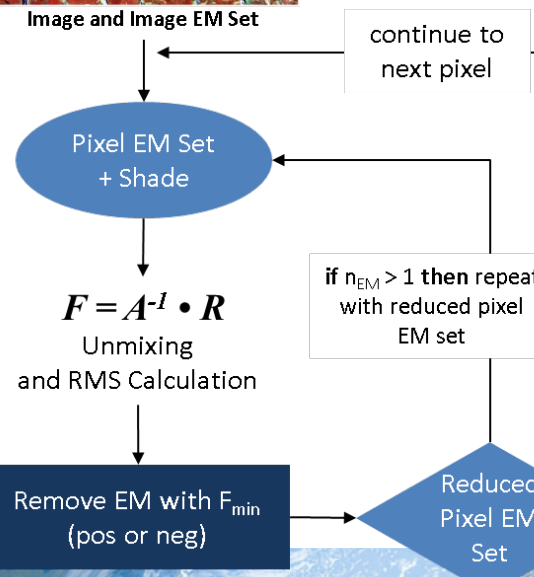 Image and Image EM Set
continue to
next pixel
Pixel EM Set
+ Shade
if nEM > 1 then repeat
with reduced pixel
EM set
F = A-1 • R
Unmixing
and RMS Calculation
Remove EM with Fmin
(pos or neg)
Reduced
Pixel EM
Set